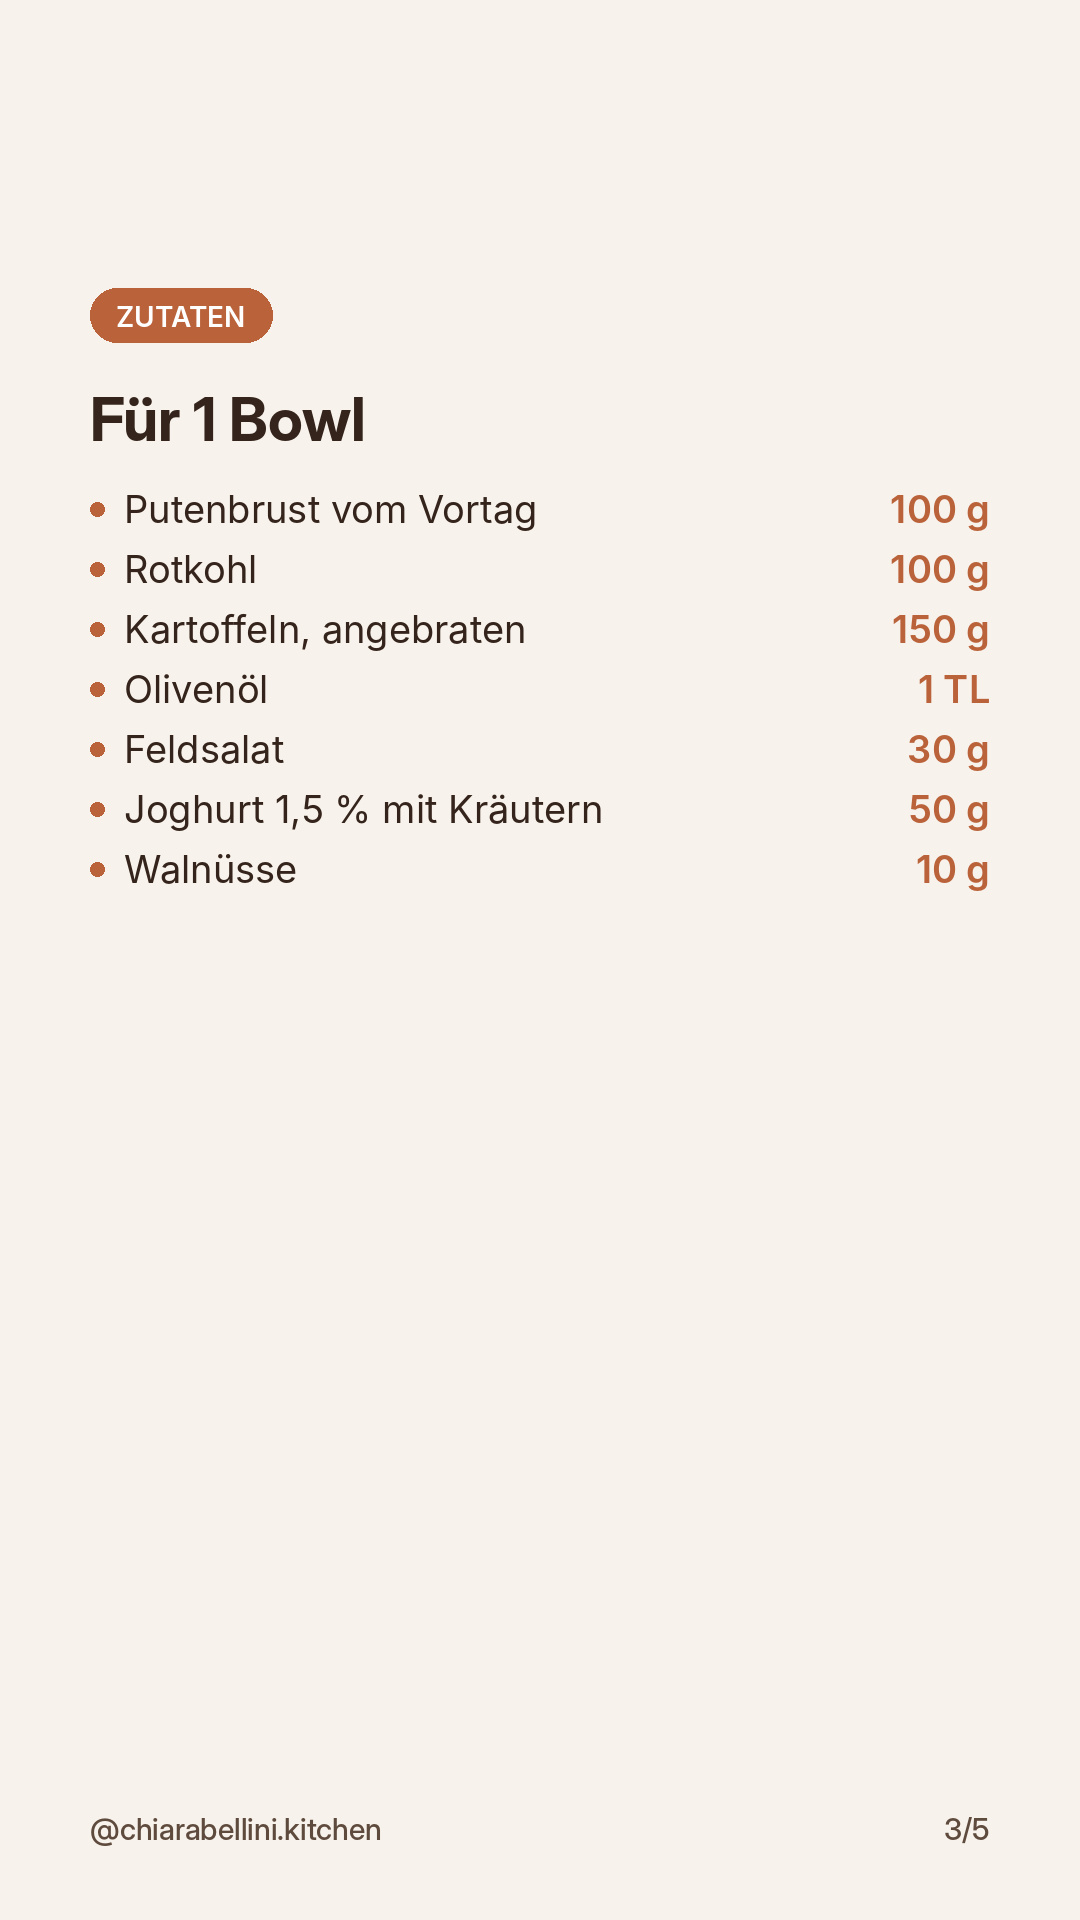 ZUTATEN
Für 1 Bowl
• Putenbrust vom Vortag 100 g
• Rotkohl 100 g
• Kartoffeln, angebraten 150 g
• Olivenöl 1 TL
• Feldsalat 30 g
• Joghurt 1,5 % mit Kräutern 50 g
• Walnüsse 10 g
@chiarabellini.kitchen 3/5